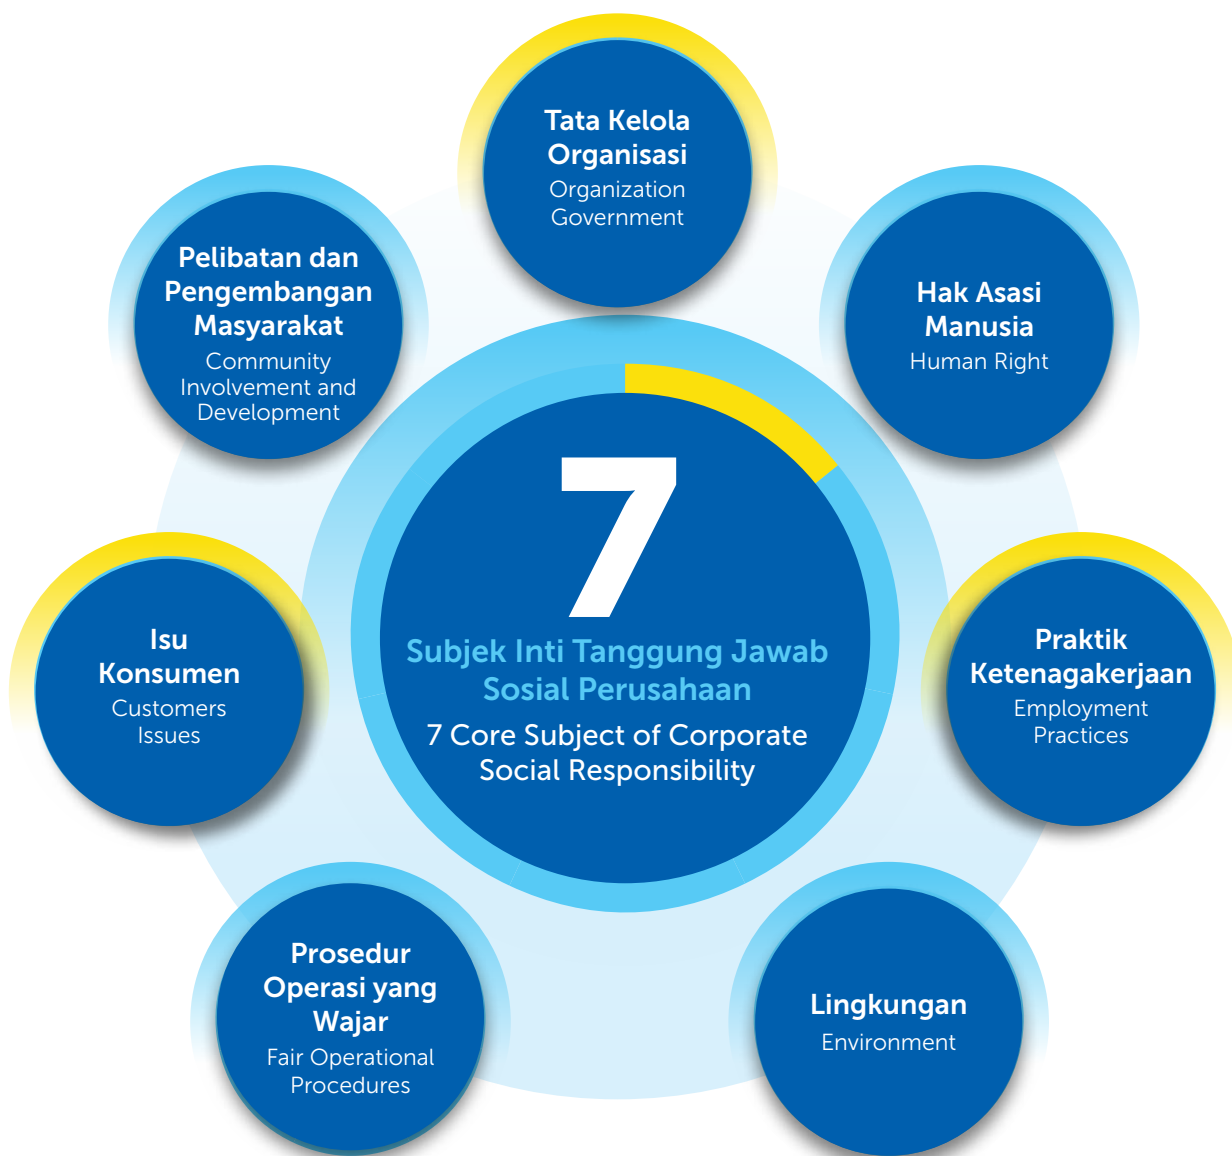 Tata Kelola
Organisasi
Organization
Government
Hak Asasi
Manusia
Human Right
Praktik
Ketenagakerjaan
Employment
Practices
Lingkungan
Environment
Prosedur
Operasi yang
Wajar
Fair Operational
Procedures
Isu
Konsumen
Customers
Issues
Pelibatan dan
Pengembangan
Masyarakat
Community
Involvement and
Development
7
Subjek Inti Tanggung Jawab
Sosial Perusahaan
7 Core Subject of Corporate
Social Responsibility